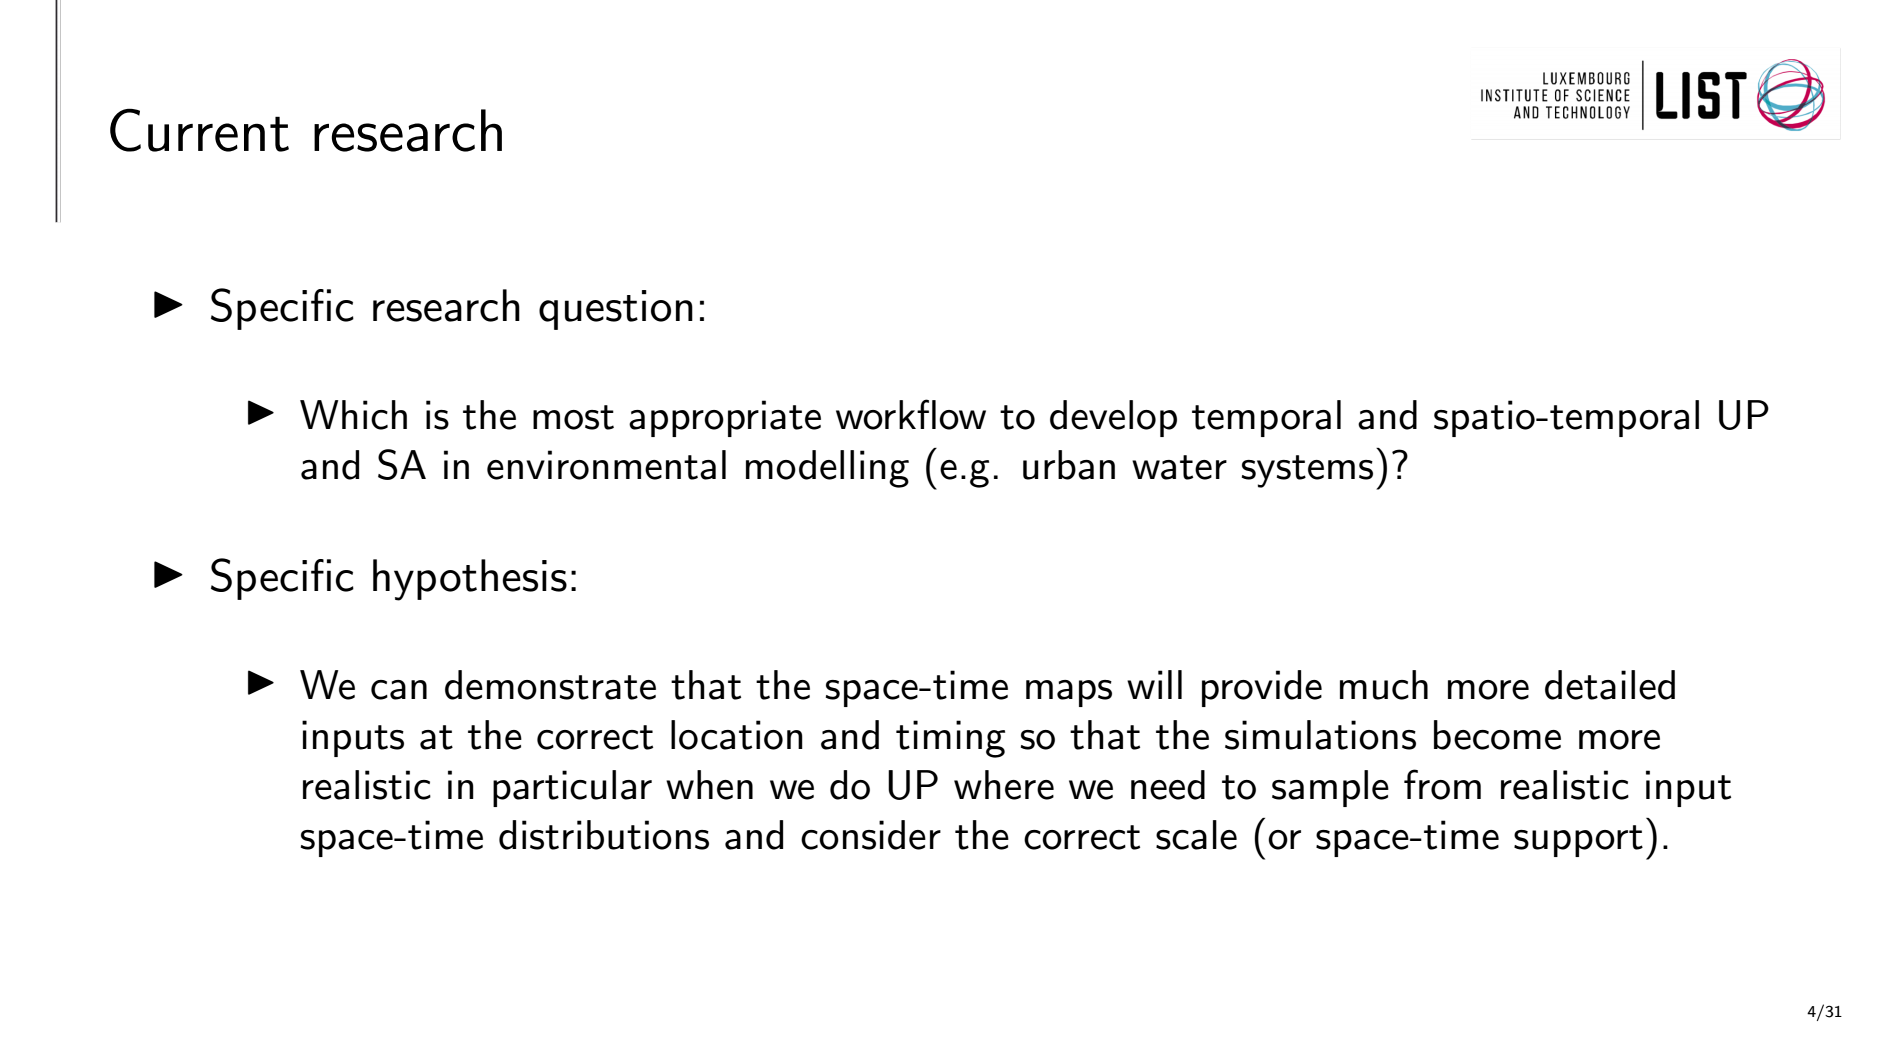 Current research
LUXEMBOURG
INSTITUTE OF SCIENCE
AND TECHNOLOGY
LIST
▶ Specific research question:
▶ Which is the most appropriate workflow to develop temporal and spatio-temporal UP
and SA in environmental modelling (e.g. urban water systems)?
▶ Specific hypothesis:
▶ We can demonstrate that the space-time maps will provide much more detailed
inputs at the correct location and timing so that the simulations become more
realistic in particular when we do UP where we need to sample from realistic input
space-time distributions and consider the correct scale (or space-time support).
4/31